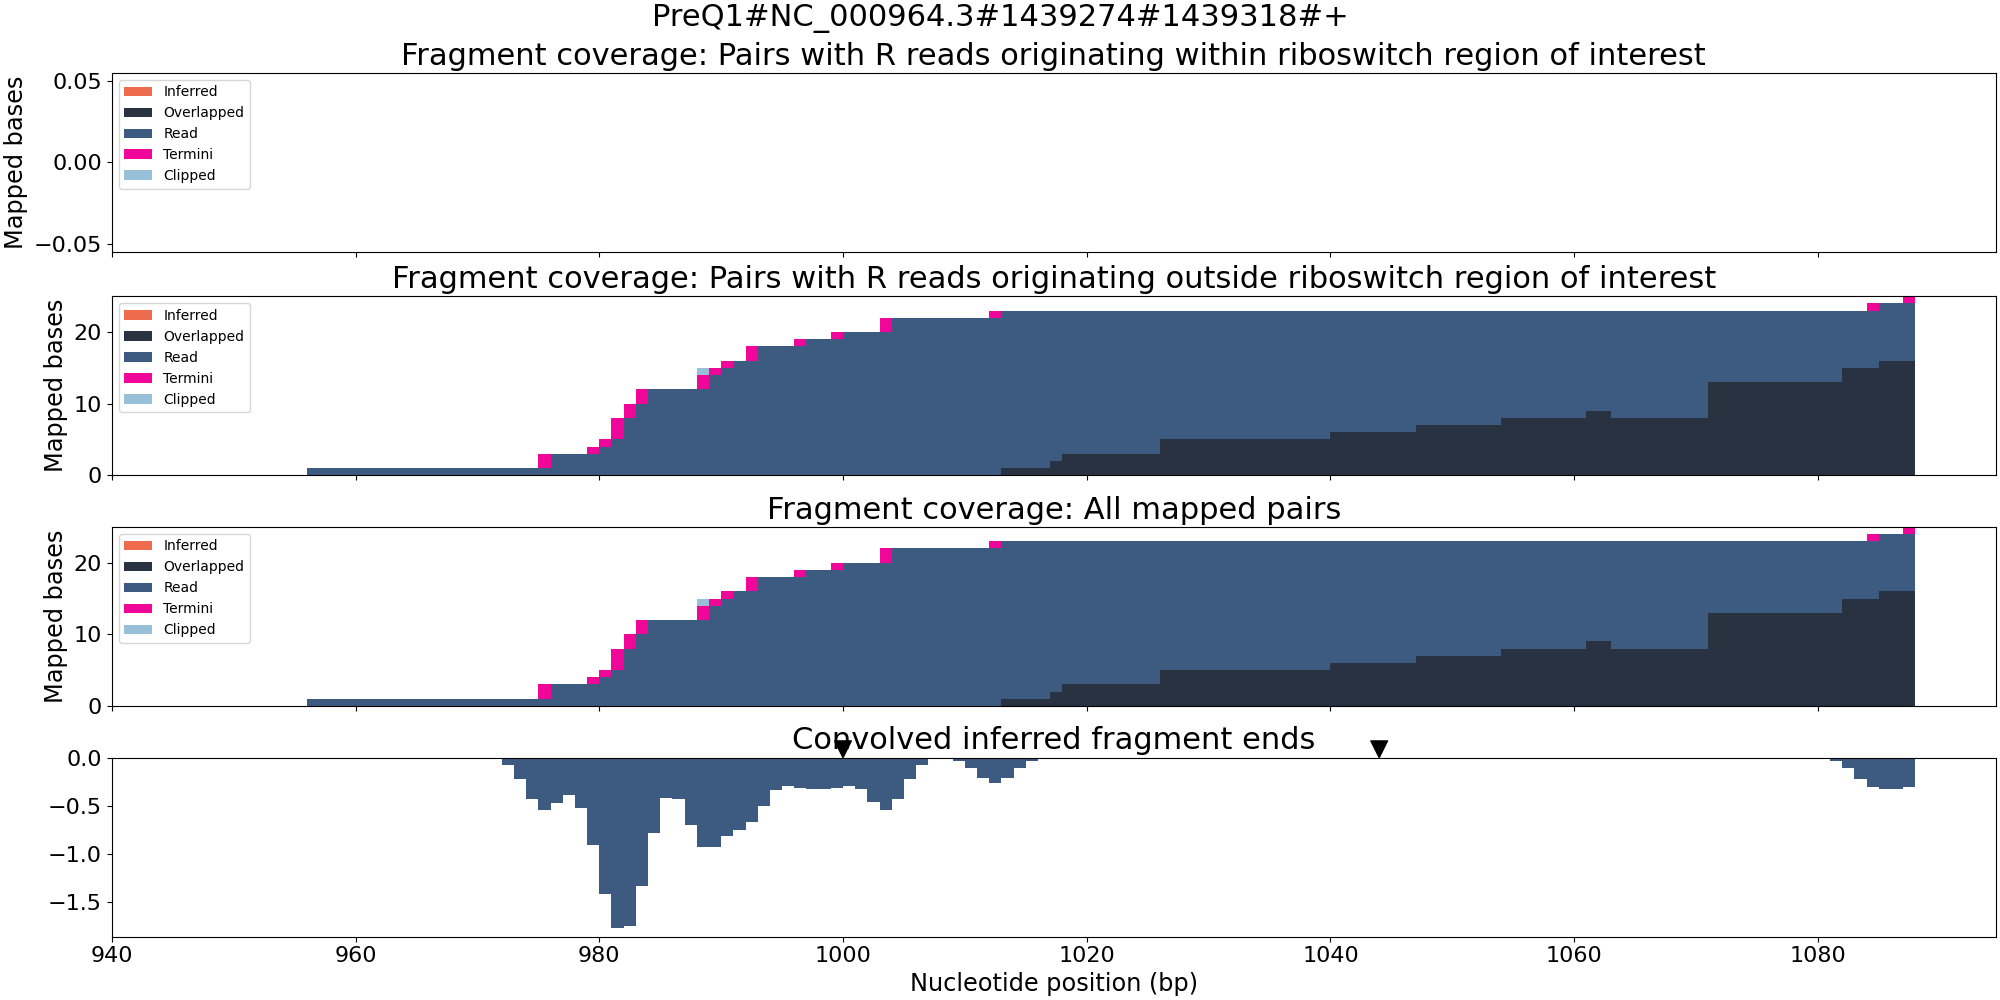 PreQ1#NC_000964.3#1439274#1439318#+
Fragment coverage: Pairs with R reads originating within riboswitch region of interest
Mapped bases
0.05
0.00
−0.05
Inferred
Overlapped
Read
Termini
Clipped
Fragment coverage: Pairs with R reads originating outside riboswitch region of interest
Mapped bases
20
10
0
Inferred
Overlapped
Read
Termini
Clipped
Fragment coverage: All mapped pairs
Mapped bases
20
10
0
Inferred
Overlapped
Read
Termini
Clipped
Convolved inferred fragment ends
0.0
−0.5
−1.0
−1.5
940 960 980 1000 1020 1040 1060 1080
Nucleotide position (bp)